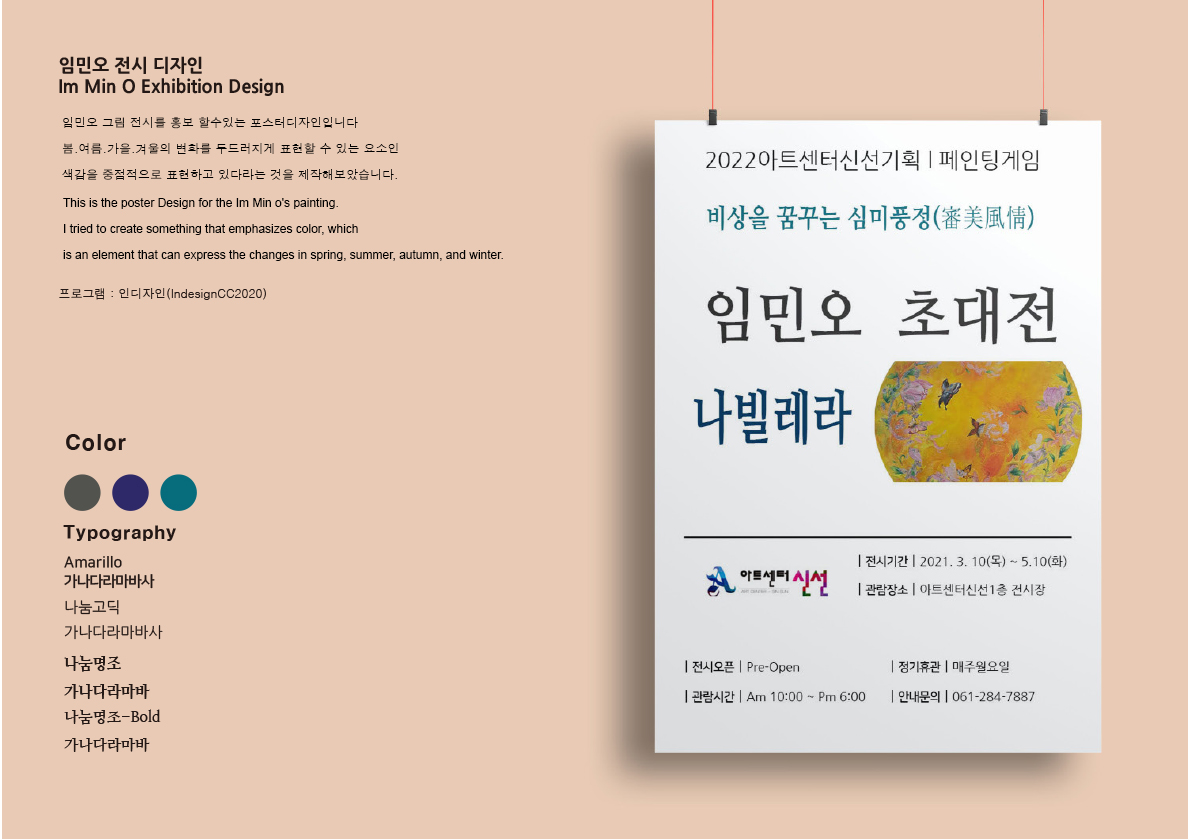 임민오 전시 디자인
Im Min O Exhibition Design
임민오 그림 전시를 홍보 할수있는 포스터디자인입니다
봄.여름.가을.겨울의 변화를 두드러지게 표현할 수 있는 요소인
색감을 중점적으로 표현하고 있다라는 것을 제작해보았습니다.
This is the poster Design for the Im Min o's painting.
I tried to create something that emphasizes color, which
is an element that can express the changes in spring, summer, autumn, and winter.
프로그램 : 인디자인(IndesignCC2020)
Color
Typography
Amarillo
가나다라마바사
나눔고딕
가나다라마바사
나눔명조
가나다라마바
나눔명조-Bold
가나다라마바
2022아트센터신선기획 | 페인팅게임
비상을 꿈꾸는 심미풍정(審美風情)
임민오 초대전
나빌레라
아트센터 신선
| 전시기간 | 2021. 3. 10(목) ~ 5.10(화)
| 관람장소 | 아트센터신선1층 전시장
| 전시오픈 | Pre-Open
| 정기휴관 | 매주월요일
| 관람시간 | Am 10:00 ~ Pm 6:00
| 안내문의 | 061-284-7887